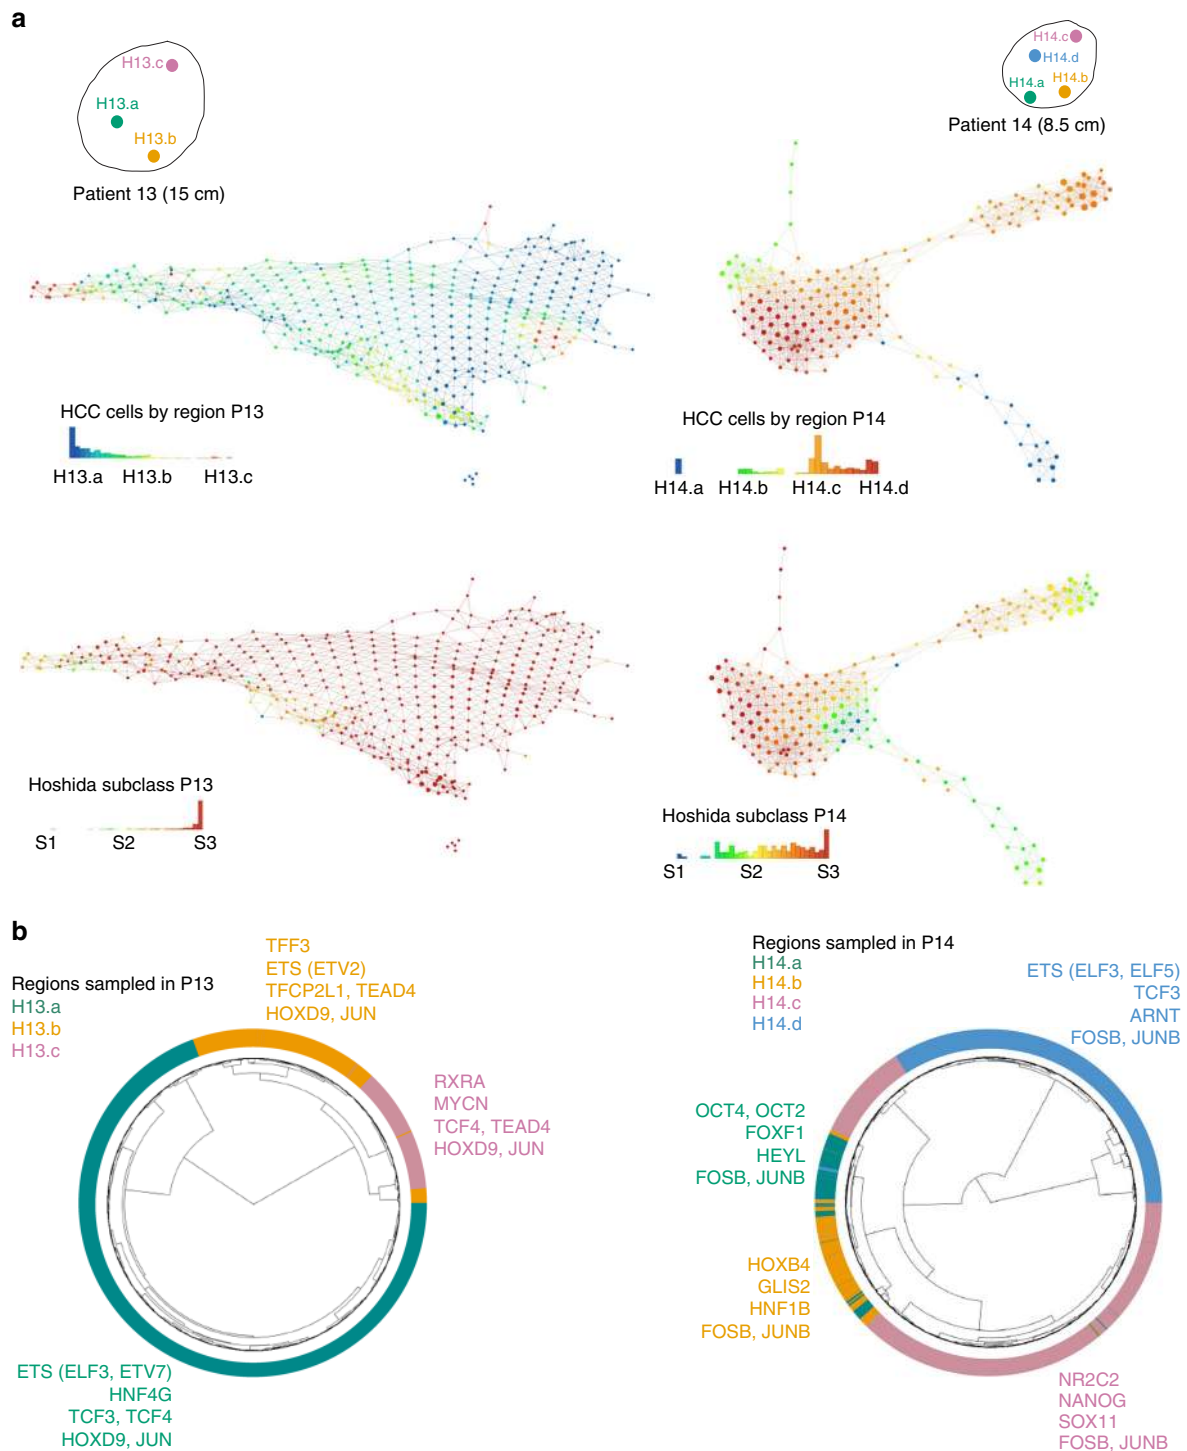 a
H13.c
H13.a
H13.b
Patient 13 (15 cm)
H14.c
H14.d
H14.a
H14.b
Patient 14 (8.5 cm)
HCC cells by region P13
H13.a H13.b H13.c
HCC cells by region P14
H14.a H14.b H14.c H14.d
Hoshida subclass P13
S1 S2 S3
Hoshida subclass P14
S1 S2 S3
b
Regions sampled in P13
H13.a
H13.b
H13.c
TFF3
ETS (ETV2)
TFCP2L1, TEAD4
HOXD9, JUN
RXRA
MYCN
TCF4, TEAD4
HOXD9, JUN
ETS (ELF3, ETV7)
HNF4G
TCF3, TCF4
HOXD9, JUN
Regions sampled in P14
H14.a
H14.b
H14.c
H14.d
ETS (ELF3, ELF5)
TCF3
ARNT
FOSB, JUNB
OCT4, OCT2
FOXF1
HEYL
FOSB, JUNB
HOXB4
GLIS2
HNF1B
FOSB, JUNB
NR2C2
NANOG
SOX11
FOSB, JUNB